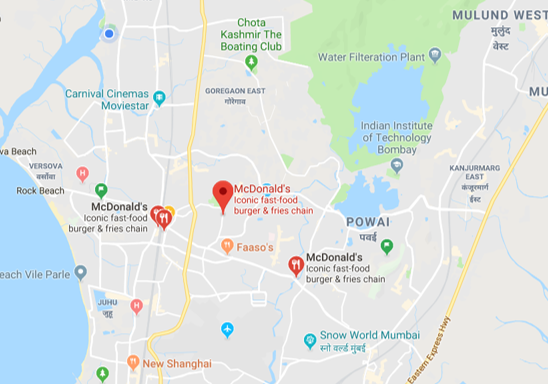 MULUND WEST
मुलुंड
वेस्ट
Chota
Kashmir The
Boating Club
Water Filteration Plant
Carnival Cinemas
Moviestar
GOREGAON EAST
गोरेगाव
MU
Indian Institute
of Technology
Bombay
va Beach
VERSOVA
वर्सोवा
KANJURMARG
EAST
कंजूरमार्ग
ईस्ट
Rock Beach
McDonald's
Iconic fast-food
burger & fries chain
McDonald's
Iconic fast-food
burger & fries chain
POWAI
पवई
Faaso's
McDonald's
Iconic fast-food
burger & fries chain
each Vile Parle
JUHU
जुहू
H
H
Snow World Mumbai
स्नो वर्ल्ड मुंबई
New Shanghai
Eastern Express Hwy